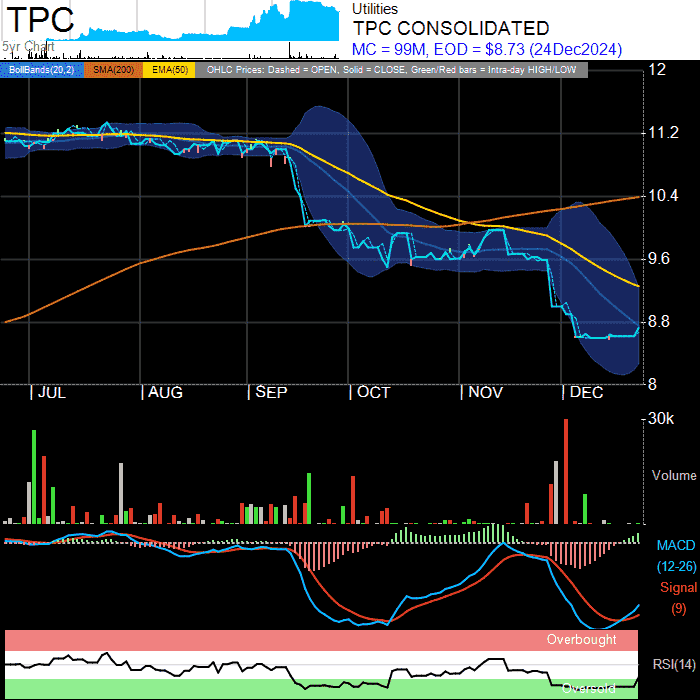 TPC
5yr Chart
Utilities
TPC CONSOLIDATED
MC = 99M, EOD = $8.73 (24Dec2024)
BollBands(20,2) SMA(200) EMA(50) OHLC Prices: Dashed = OPEN, Solid = CLOSE, Green/Red bars = Intra-day HIGH/LOW
12
11.2
10.4
9.6
8.8
8
JUL AUG SEP OCT NOV DEC
30k
Volume
MACD
(12-26)
Signal
(9)
Overbought
RSI(14)
Oversold